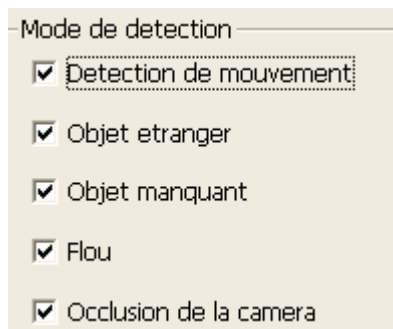 Mode de detection
Detection de mouvement
Objet etranger
Objet manquant
Flou
Occlusion de la camera